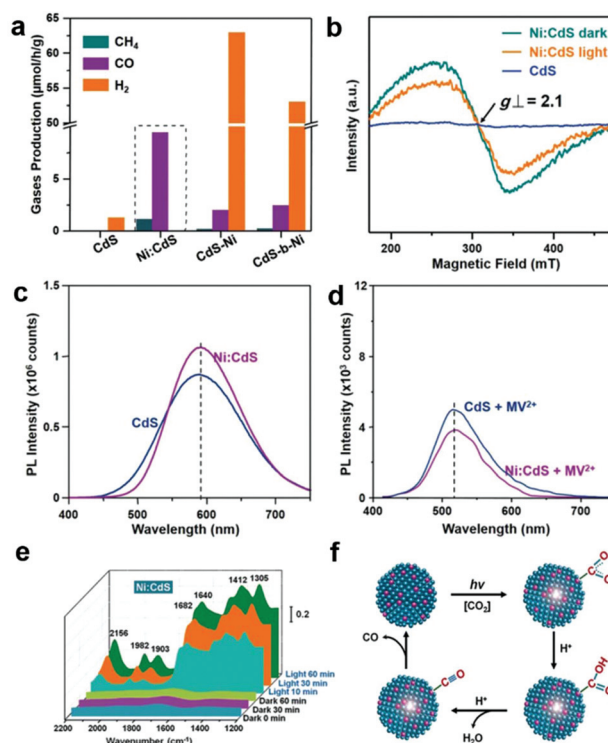 a
Gases Production (μmol/h/g)
65
60
55
50
5
0
CH₄
CO
H₂
CdS
Ni:CdS
CdS-Ni
CdS-b-Ni
b
Intensity (a.u.)
Ni:CdS dark
Ni:CdS light
CdS
g⊥ = 2.1
200
300
400
Magnetic Field (mT)
c
PL Intensity (x10⁶ counts)
1.5
1
0.5
0
Ni:CdS
CdS
400
500
600
700
Wavelength (nm)
d
PL Intensity (x10³ counts)
12
8
4
0
CdS + MV²⁺
Ni:CdS + MV²⁺
400
500
600
700
Wavelength (nm)
e
Ni:CdS
2156
1982
1903
1682
1640
1412
1305
0.2
Light 60 min
Light 30 min
Light 10 min
Dark 60 min
Dark 30 min
Dark 0 min
2200
2000
1800
1600
1400
1200
Wavenumber (cm⁻¹)
f
hν
[CO₂]
C
O
O
H⁺
C
OH
O
H⁺
H₂O
C
O
CO